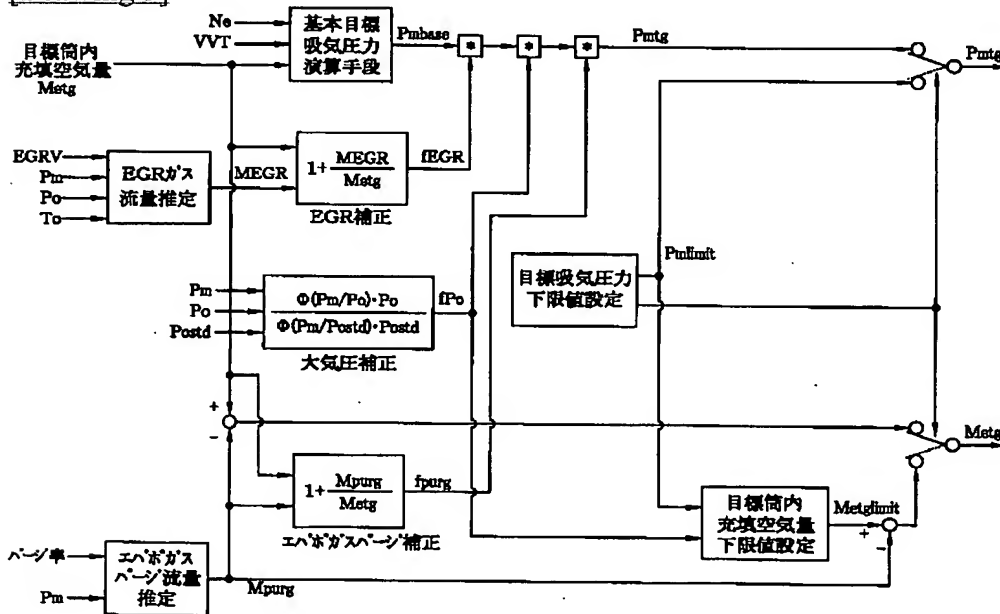 Ne
VVT
目標筒内
充填空気量
Metg
基本目標
吸気圧力
演算手段
Pmbase
*
*
*
Pmtg
Pmtg
EGRV
Pm
Po
To
EGRガス
流量推定
MEGR
1+ MEGR
Metg
fEGR
EGR補正
目標吸気圧力
下限値設定
Pmlimit
Pm
Po
Postd
Φ(Pm/Po)・Po
Φ(Pm/Postd)・Postd
fPo
大気圧補正
+
-
Metg
1+ Mpurg
Metg
fpurg
エバポガスパージ補正
目標筒内
充填空気量
下限値設定
Metglimit
+
-
パージ率
Pm
エバポガス
パージ流量
推定
Mpurg